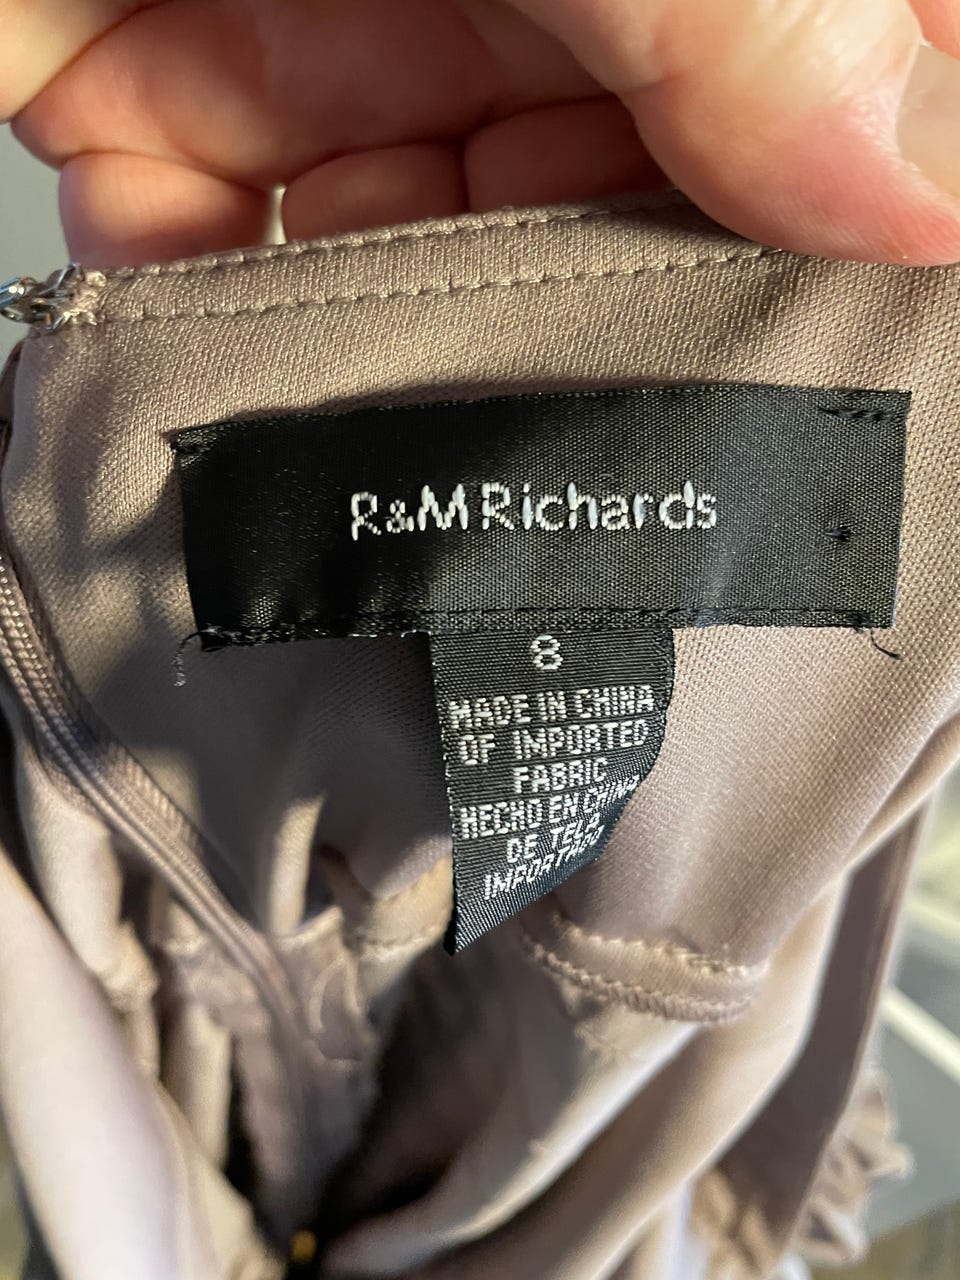 R&M Richards
8
MADE IN CHINA
OF IMPORTED
FABRIC
HECHO EN CHINA
DE TELA
IMPORTADA